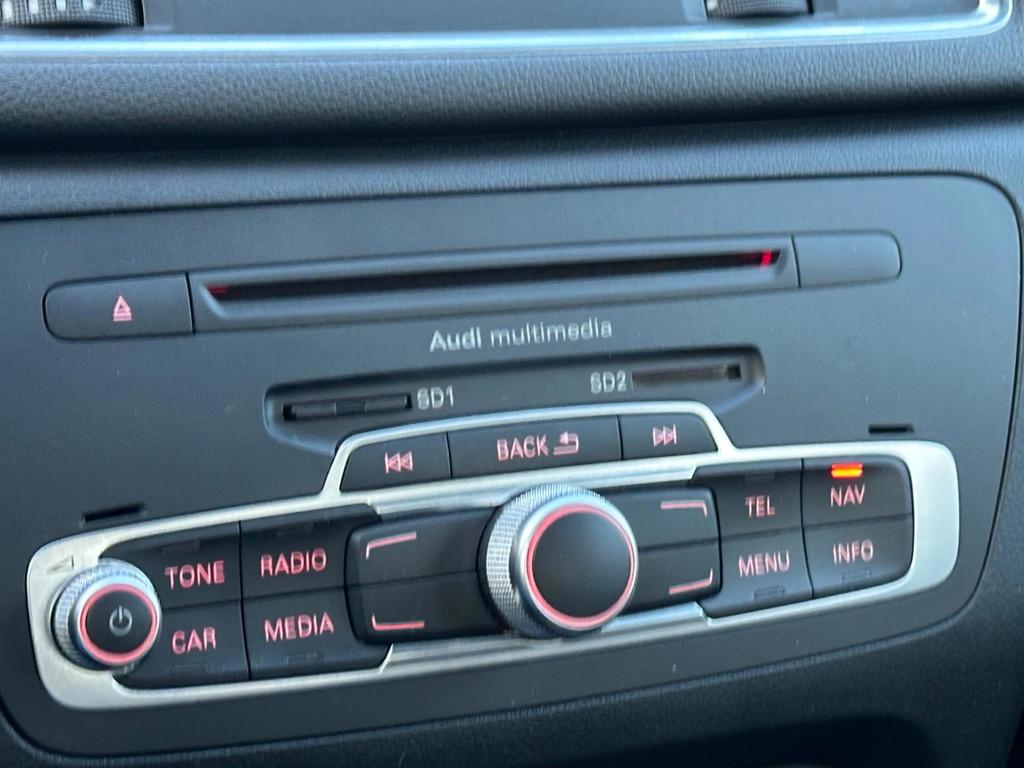 Audi multimedia
SD1 SD2
BACK
TEL NAV
TONE RADIO
MENU INFO
CAR MEDIA